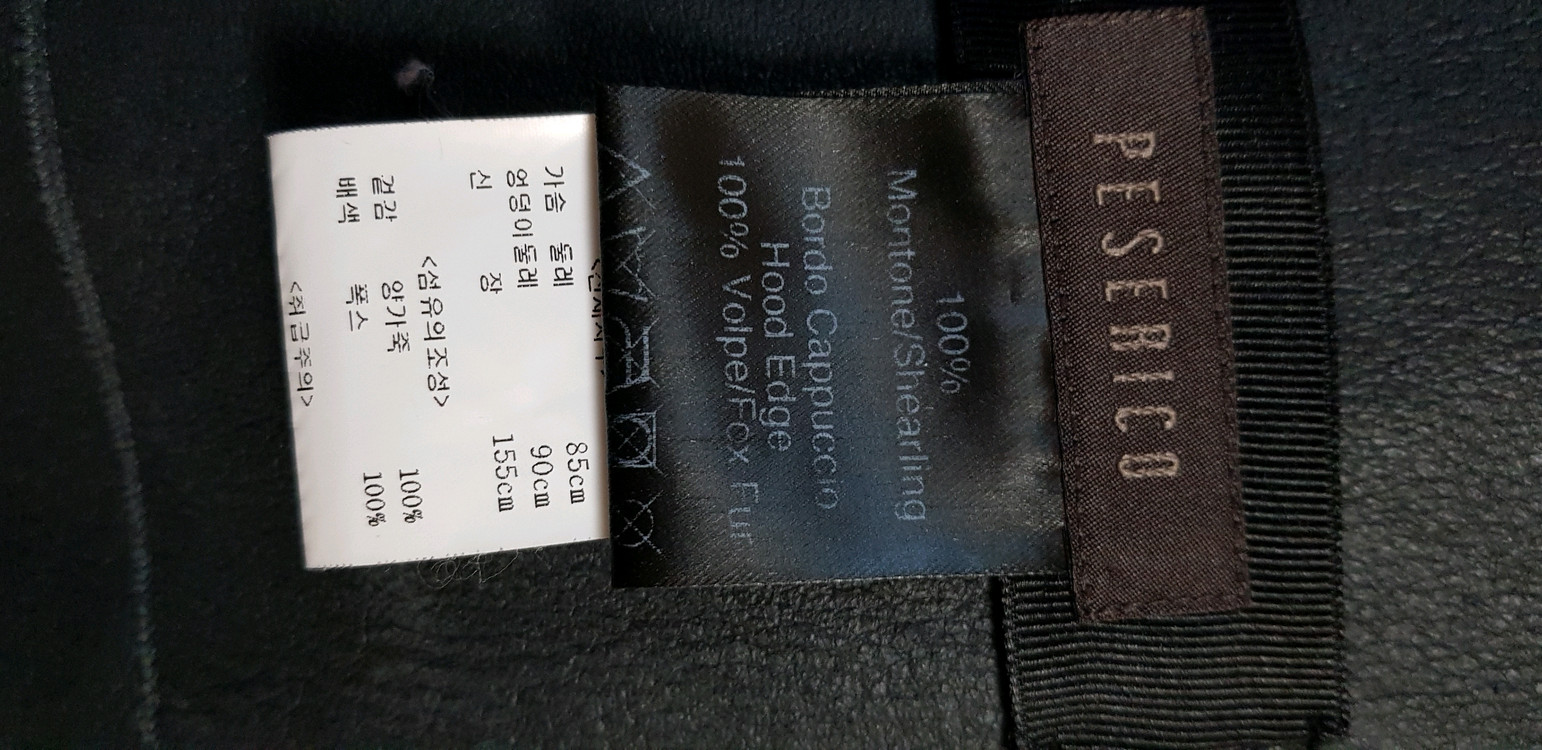 PESERICO
100%
Montone/Shearling
Bordo Cappuccio
Hood Edge
100% Volpe/Fox Fur
가슴 둘레 85cm
엉덩이둘레 90cm
신 장 155cm
<섬유의조성>
겉감 양가죽 100%
배색 폭스 100%
<취급주의>